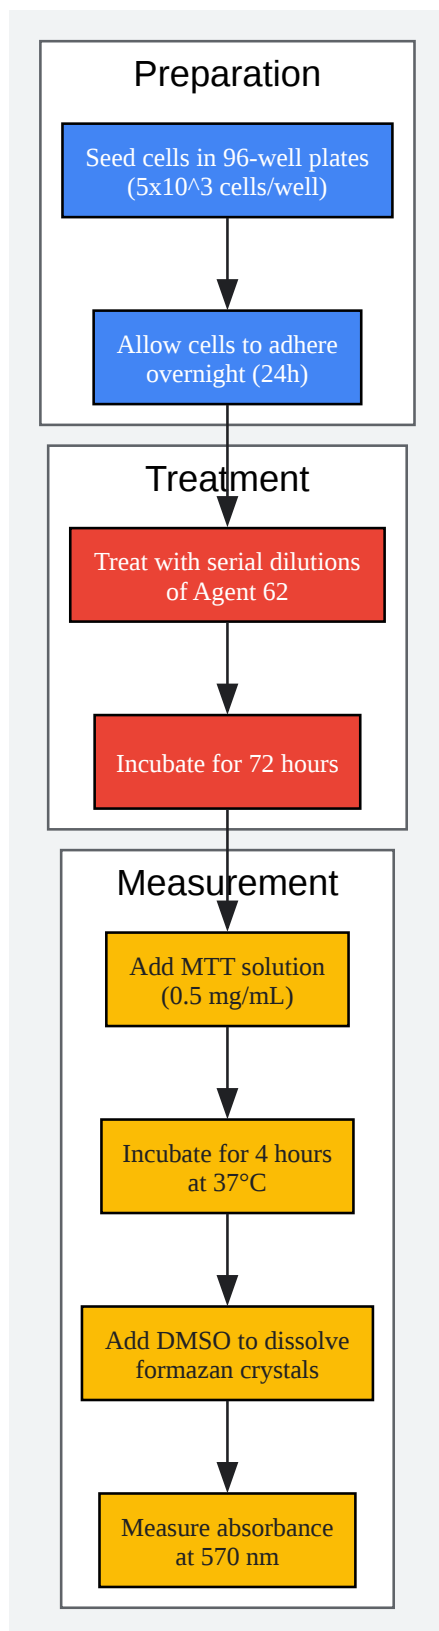 Preparation
Seed cells in 96-well plates
(5x10^3 cells/well)
Allow cells to adhere
overnight (24h)
Treatment
Treat with serial dilutions
of Agent 62
Incubate for 72 hours
Measurement
Add MTT solution
(0.5 mg/mL)
Incubate for 4 hours
at 37°C
Add DMSO to dissolve
formazan crystals
Measure absorbance
at 570 nm